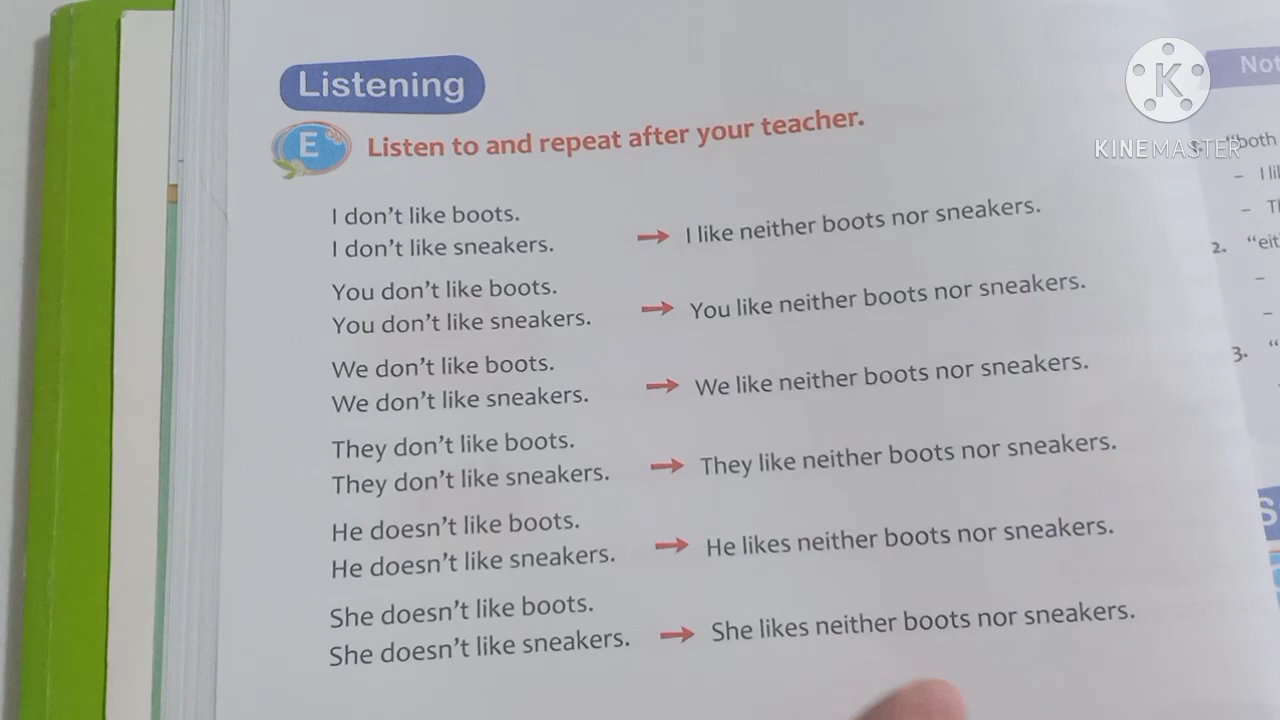 Listening
E Listen to and repeat after your teacher.
I don't like boots.
I don't like sneakers.
→ I like neither boots nor sneakers.
You don't like boots.
You don't like sneakers.
→ You like neither boots nor sneakers.
We don't like boots.
We don't like sneakers.
→ We like neither boots nor sneakers.
They don't like boots.
They don't like sneakers.
→ They like neither boots nor sneakers.
He doesn't like boots.
He doesn't like sneakers.
→ He likes neither boots nor sneakers.
She doesn't like boots.
She doesn't like sneakers.
→ She likes neither boots nor sneakers.
K
KINEMASTER
"both
– I
2.
3.